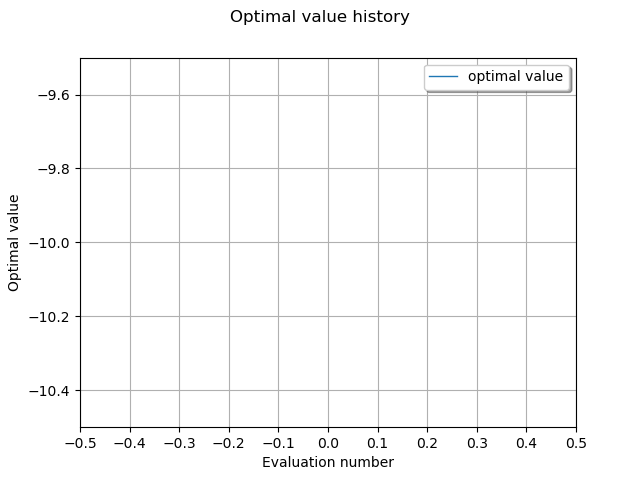 Optimal value history
optimal value
−9.6
−9.8
−10.0
−10.2
−10.4
Optimal value
−0.5 −0.4 −0.3 −0.2 −0.1 0.0 0.1 0.2 0.3 0.4 0.5
Evaluation number